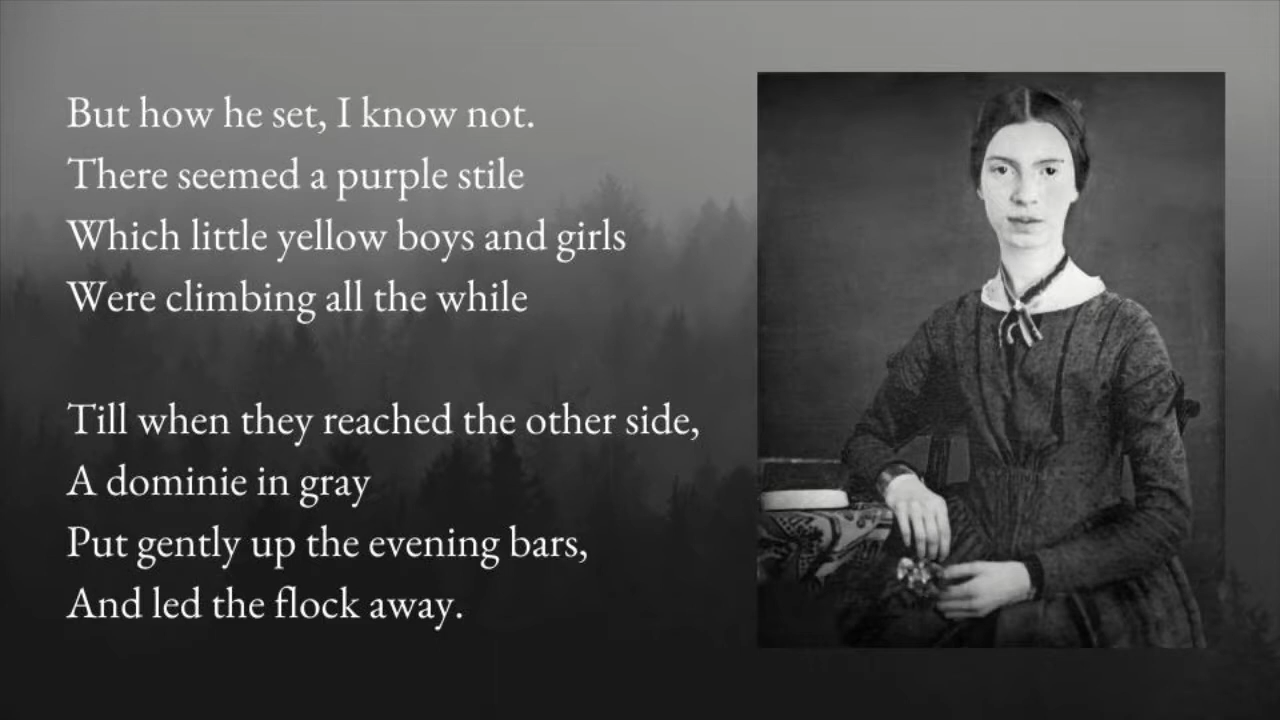 But how he set, I know not.
There seemed a purple stile
Which little yellow boys and girls
Were climbing all the while
Till when they reached the other side,
A dominie in gray
Put gently up the evening bars,
And led the flock away.